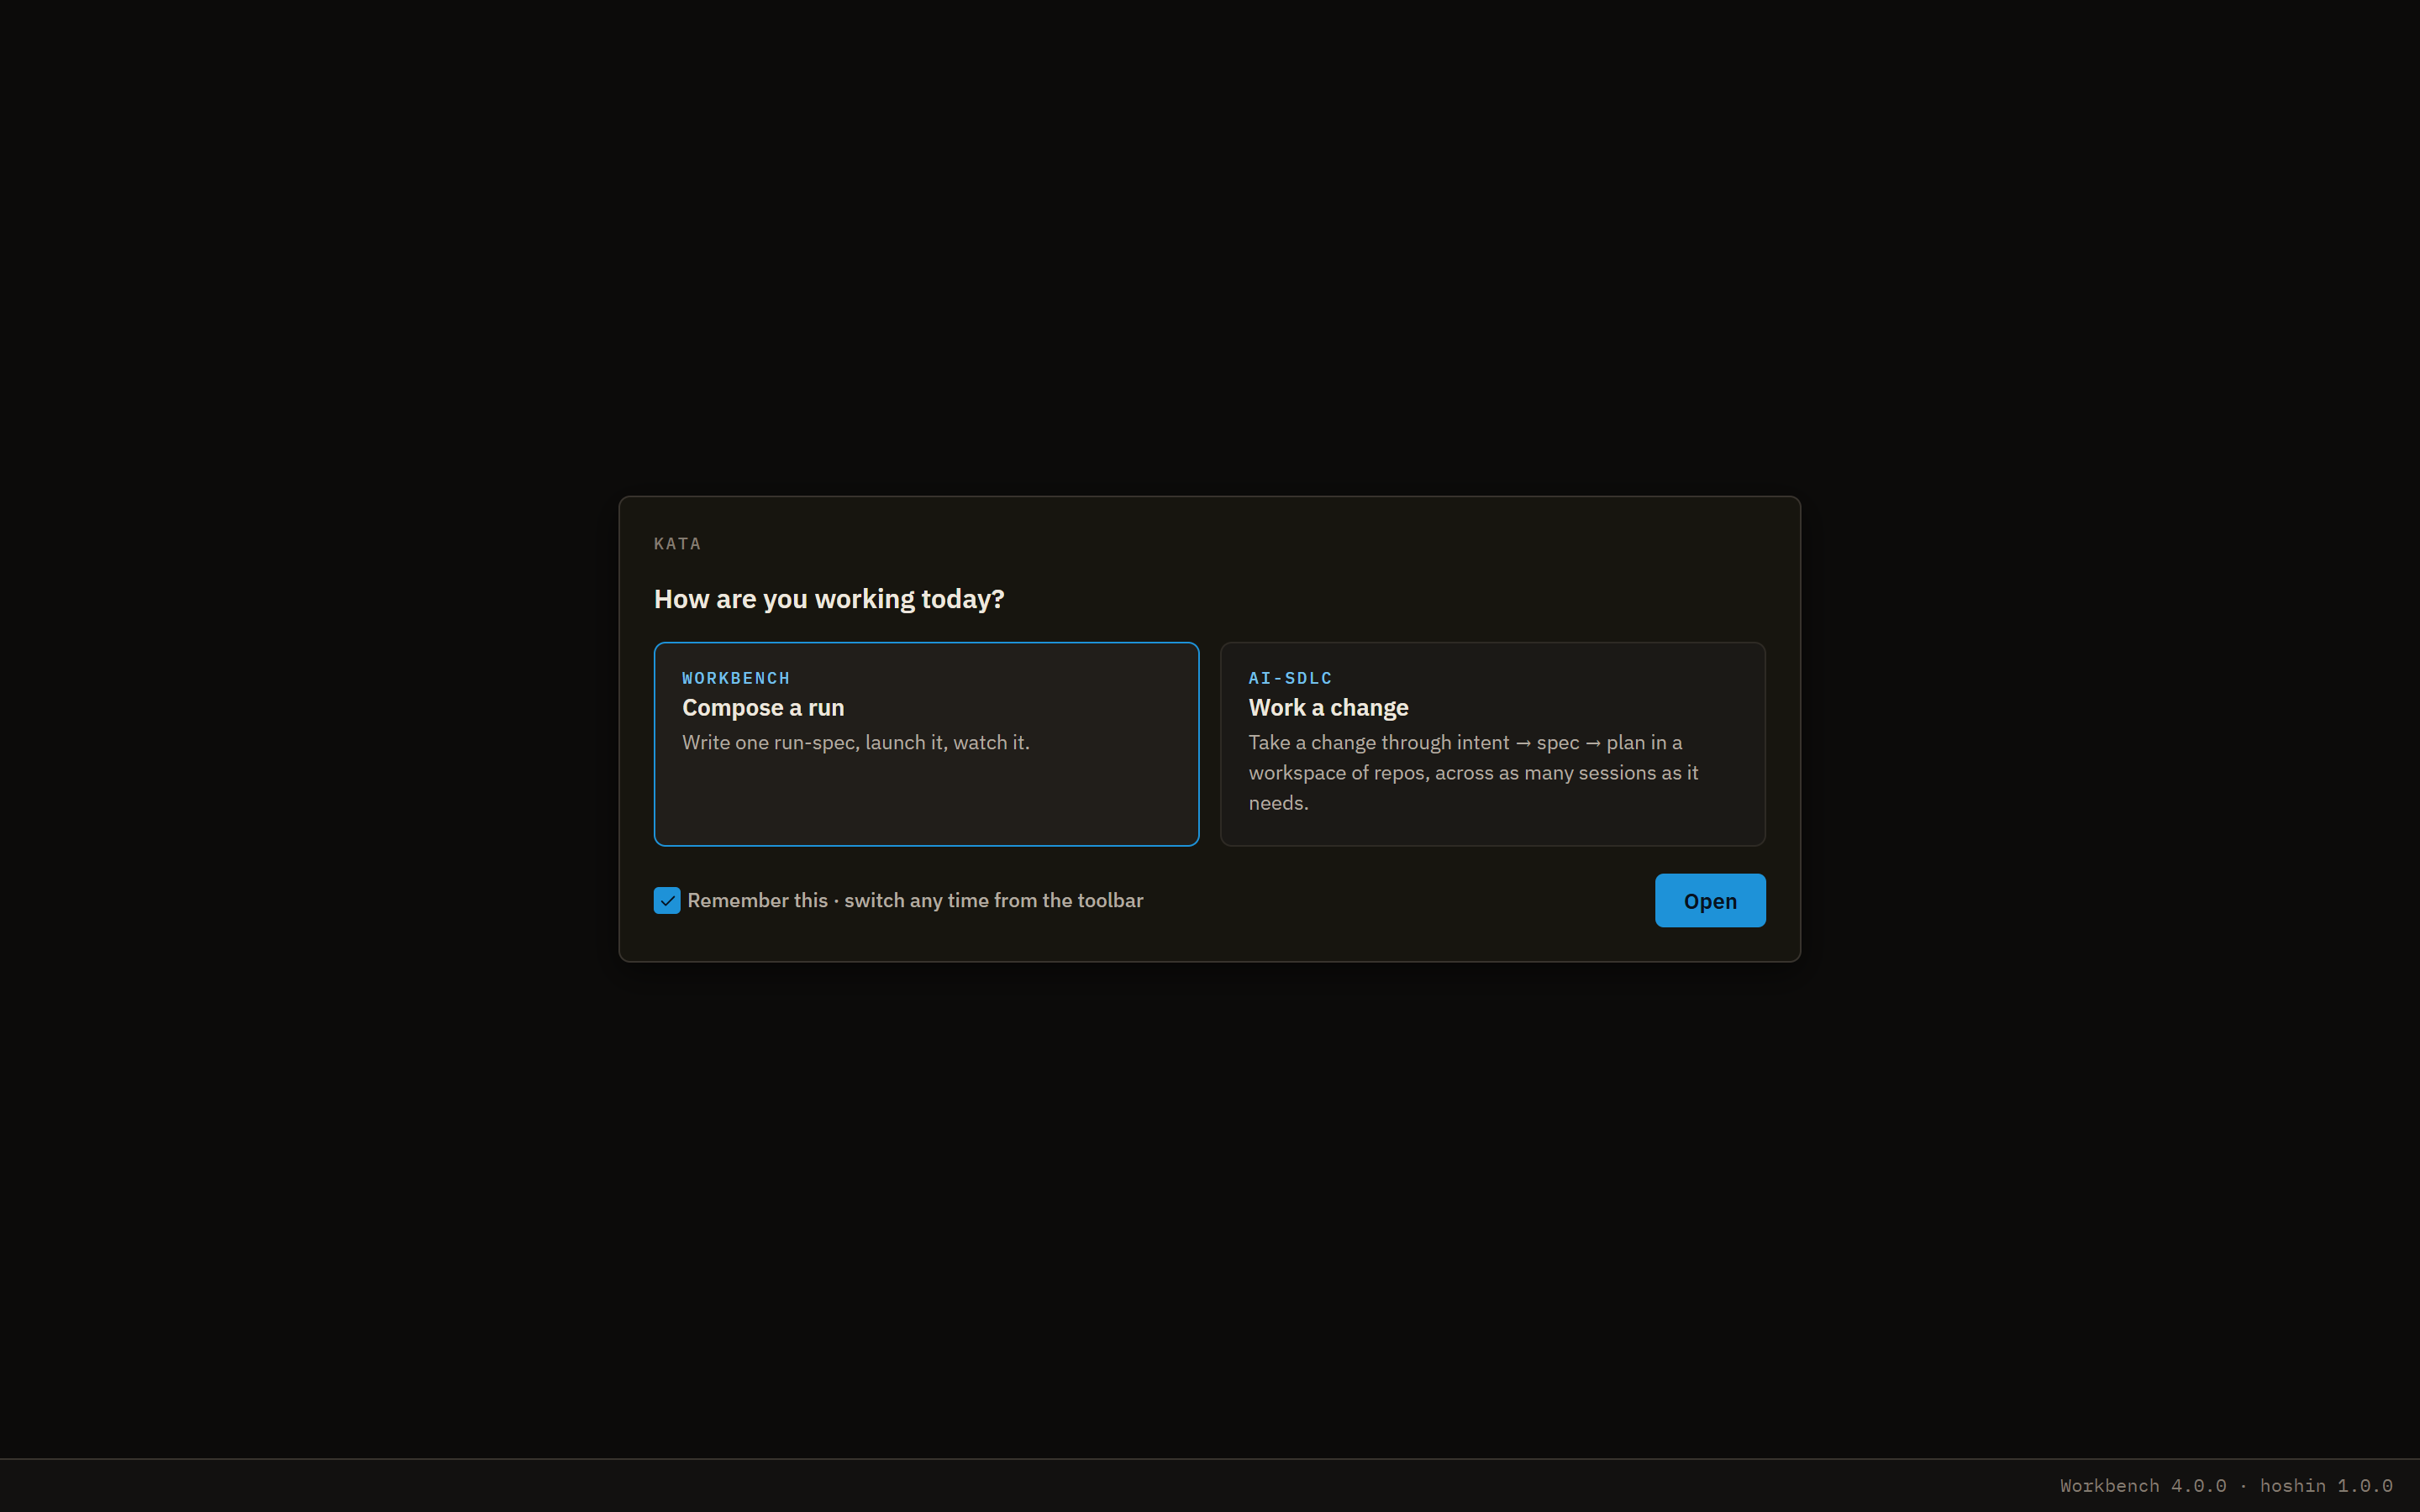 KATA
How are you working today?
WORKBENCH
Compose a run
Write one run-spec, launch it, watch it.
AI-SDLC
Work a change
Take a change through intent → spec → plan in a
workspace of repos, across as many sessions as it
needs.
Remember this · switch any time from the toolbar
Open
Workbench 4.0.0 · hoshin 1.0.0